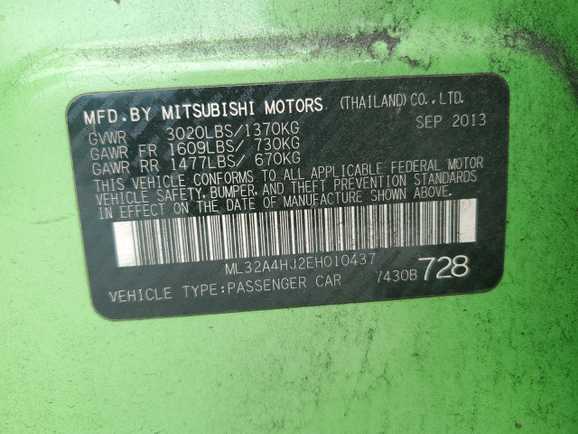 MFD.BY MITSUBISHI MOTORS (THAILAND) CO.,LTD.
GVWR 3020LBS/1370KG SEP 2013
GAWR FR 1609LBS/ 730KG
GAWR RR 1477LBS/ 670KG
THIS VEHICLE CONFORMS TO ALL APPLICABLE FEDERAL MOTOR
VEHICLE SAFETY, BUMPER, AND THEFT PREVENTION STANDARDS
IN EFFECT ON THE DATE OF MANUFACTURE SHOWN ABOVE.
ML32A4HJ2EH010437
VEHICLE TYPE:PASSENGER CAR 7430B 728